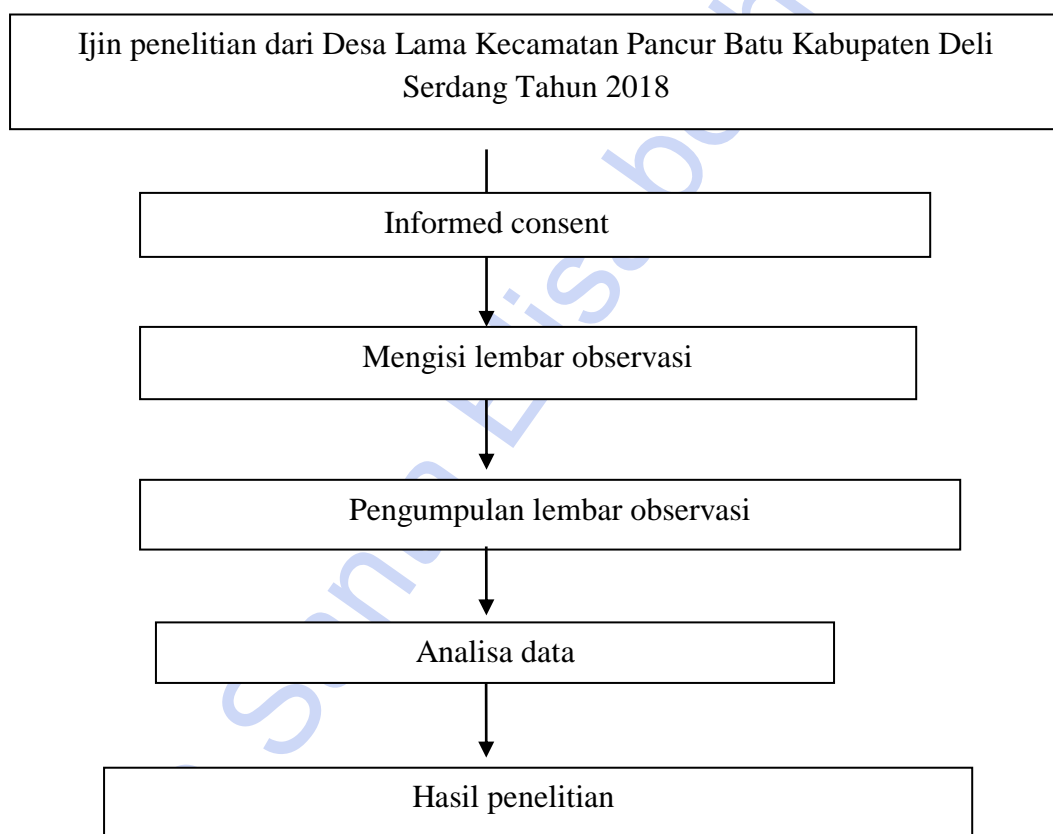 Ijin penelitian dari Desa Lama Kecamatan Pancur Batu Kabupaten Deli
Serdang Tahun 2018
Informed consent
Mengisi lembar observasi
Pengumpulan lembar observasi
Analisa data
Hasil penelitian